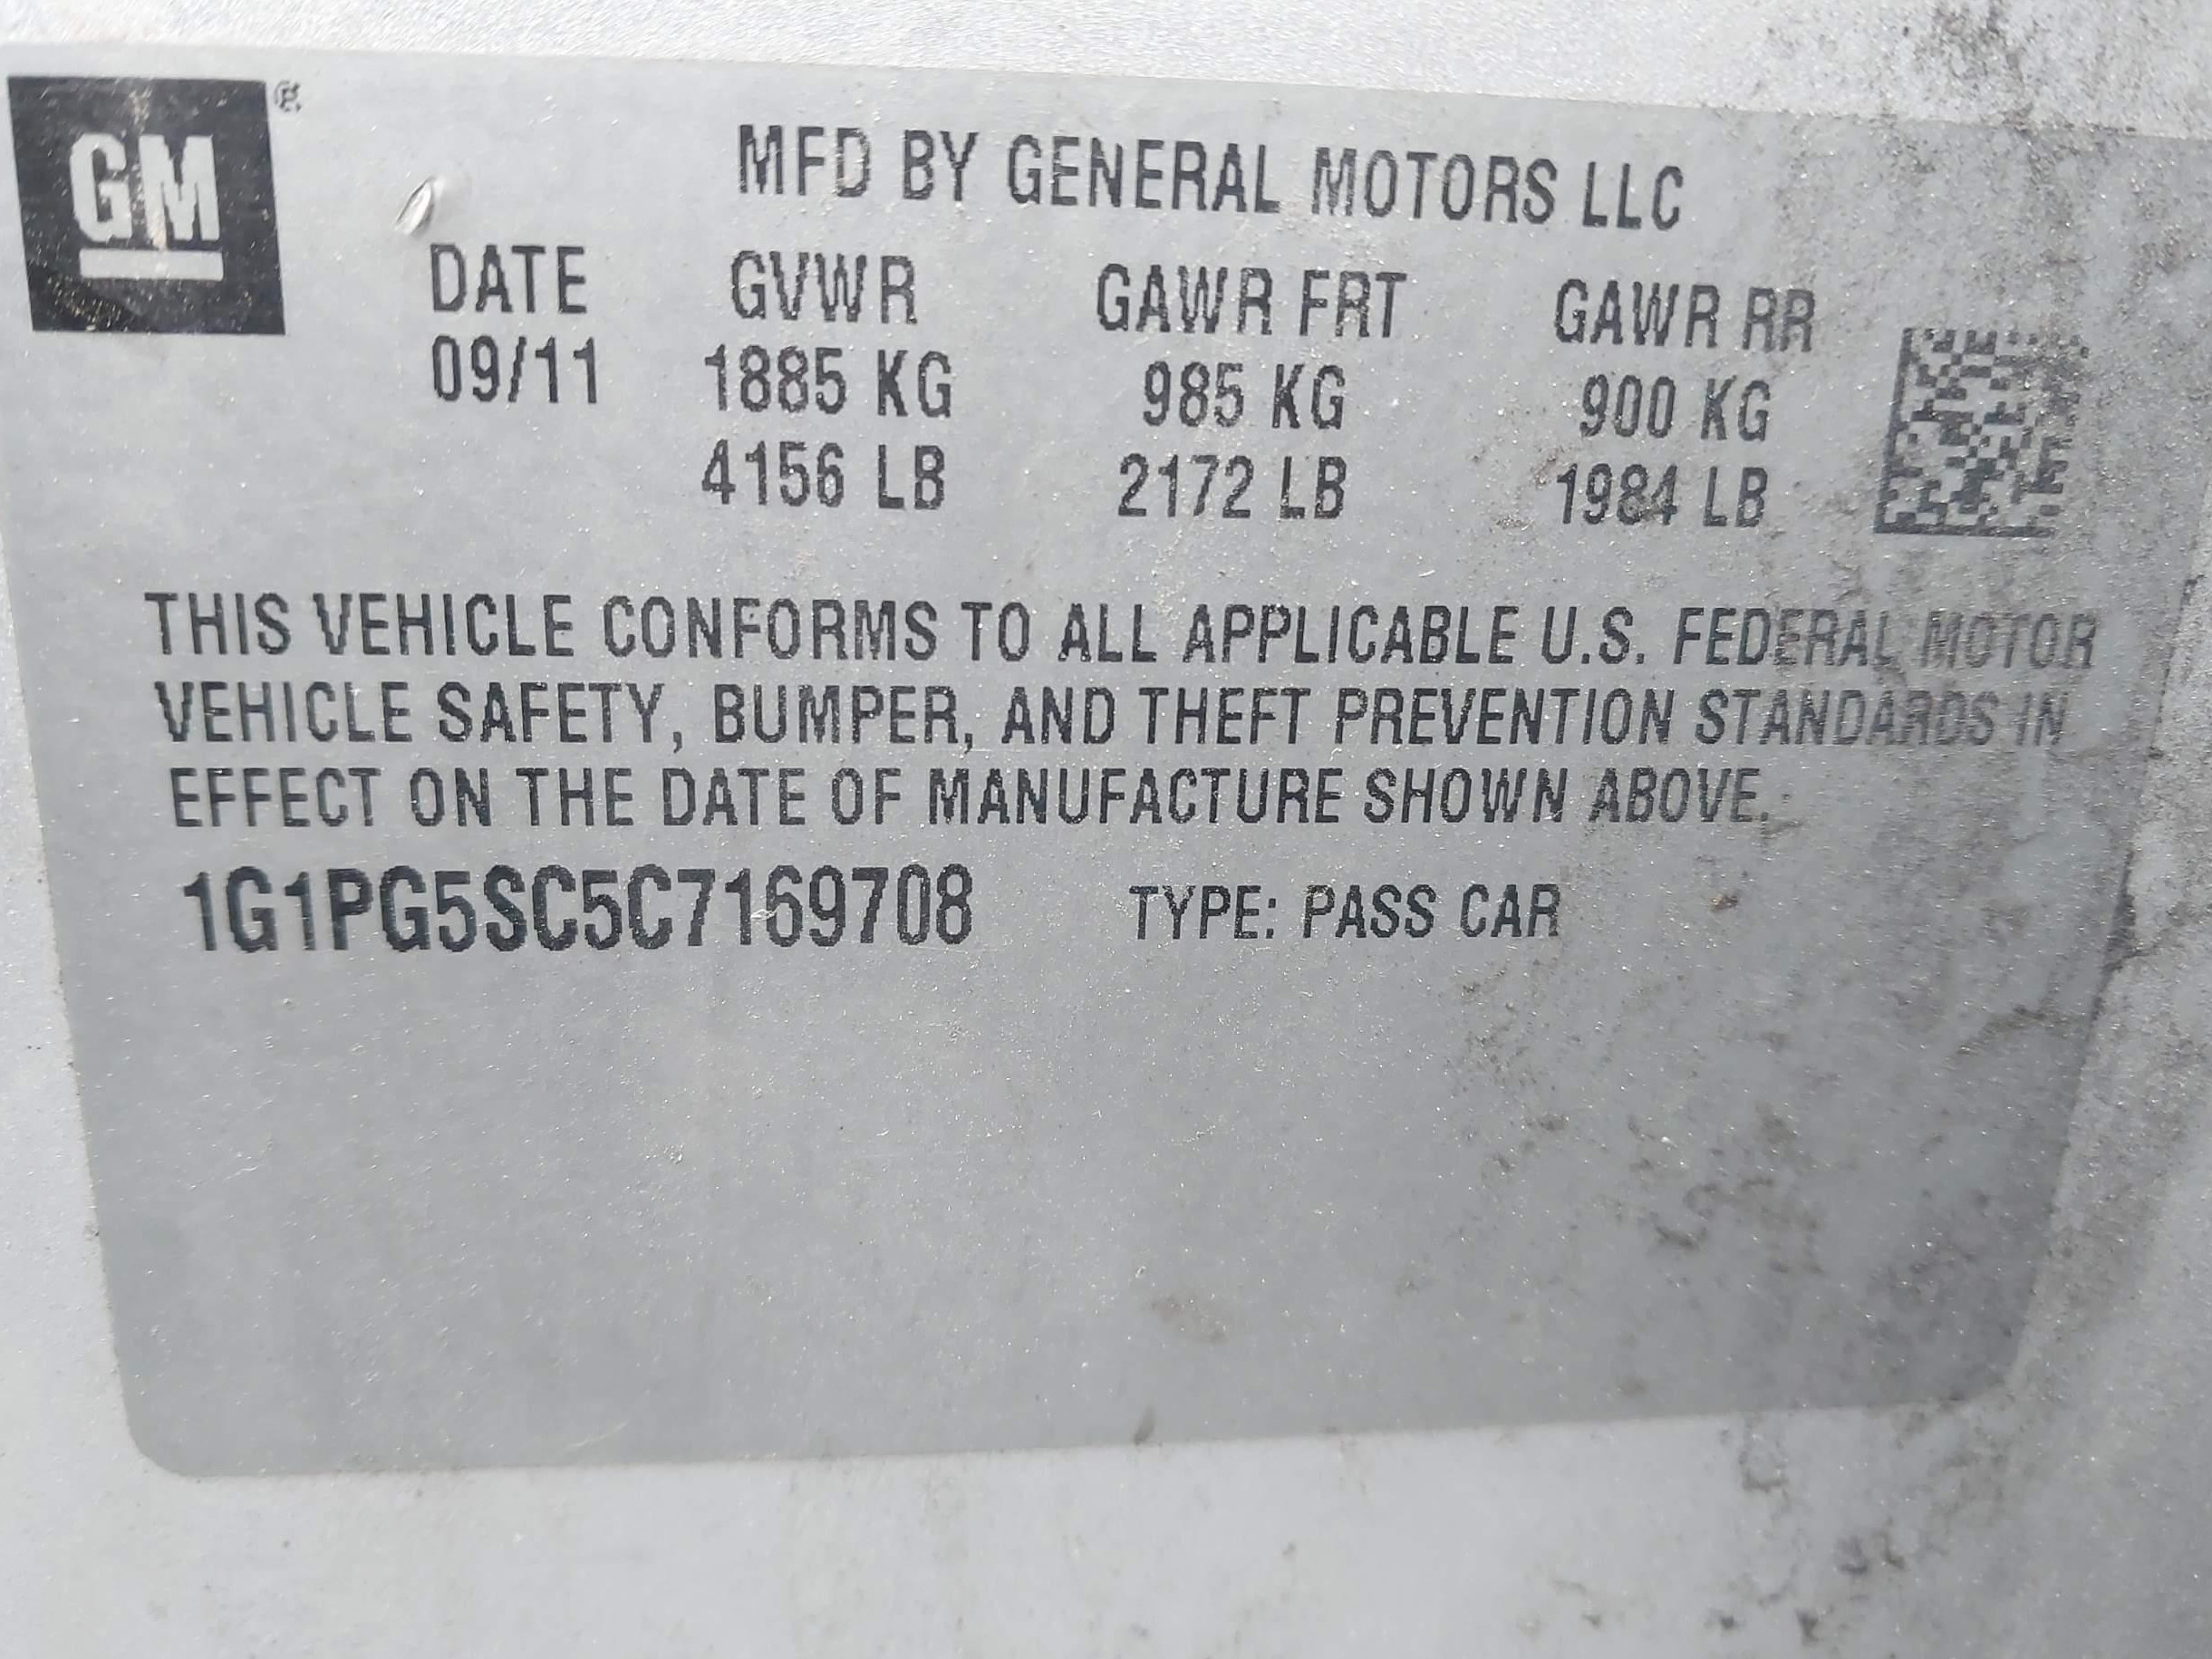 GM ®
MFD BY GENERAL MOTORS LLC
DATE GVWR GAWR FRT GAWR RR
09/11 1885 KG 985 KG 900 KG
4156 LB 2172 LB 1984 LB
THIS VEHICLE CONFORMS TO ALL APPLICABLE U.S. FEDERAL MOTOR
VEHICLE SAFETY, BUMPER, AND THEFT PREVENTION STANDARDS IN
EFFECT ON THE DATE OF MANUFACTURE SHOWN ABOVE.
1G1PG5SC5C7169708 TYPE: PASS CAR